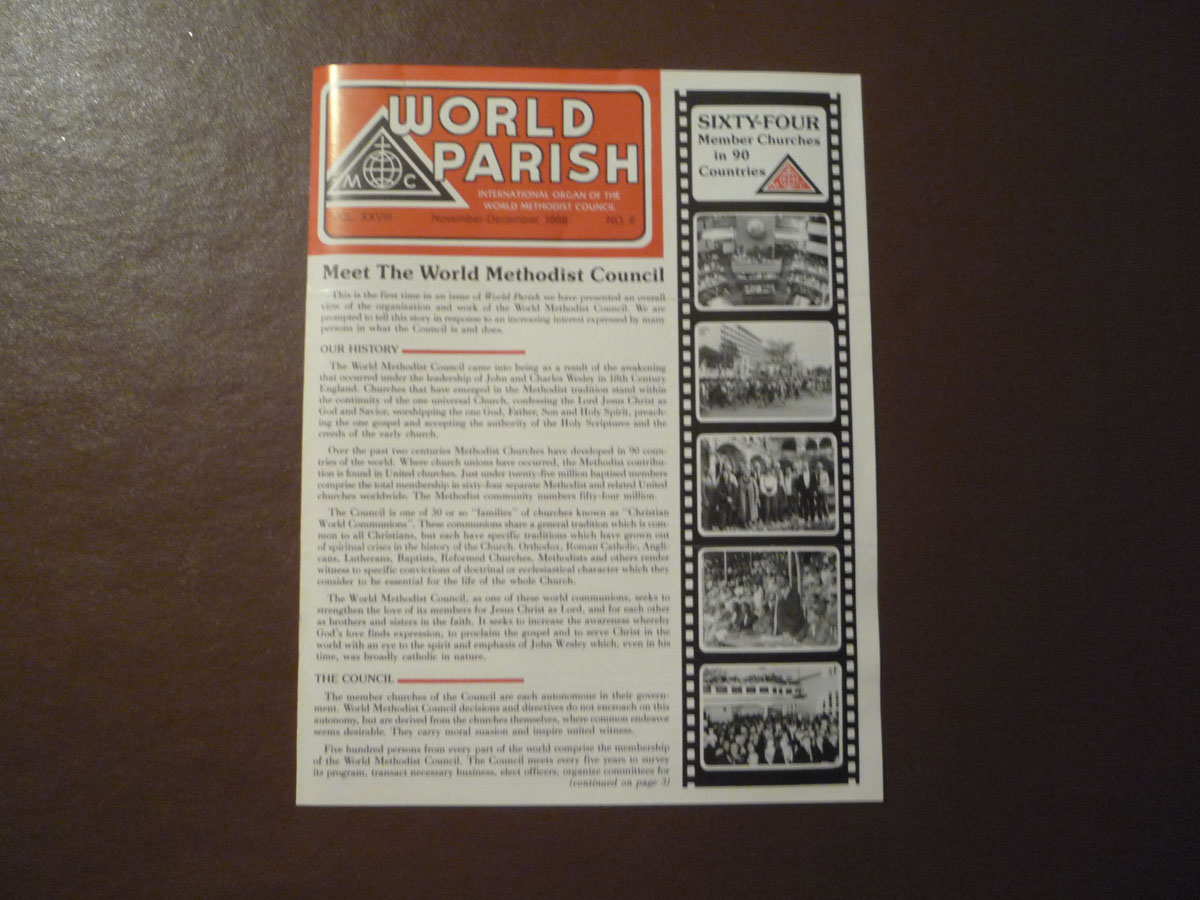 WORLD
PARISH
M C
INTERNATIONAL ORGAN OF THE
WORLD METHODIST COUNCIL
VOL. XXVIII November-December, 1988 NO. 6
Meet The World Methodist Council
This is the first time in an issue of World Parish we have presented an overall
view of the organization and work of the World Methodist Council. We are
prompted to tell this story in response to an increasing interest expressed by many
persons in what the Council is and does.
OUR HISTORY
The World Methodist Council came into being as a result of the awakening
that occurred under the leadership of John and Charles Wesley in 18th Century
England. Churches that have emerged in the Methodist tradition stand within
the continuity of the one universal Church, confessing the Lord Jesus Christ as
God and Savior, worshipping the one God, Father, Son and Holy Spirit, preach-
ing the one gospel and accepting the authority of the Holy Scriptures and the
creeds of the early church.
Over the past two centuries Methodist Churches have developed in 90 coun-
tries of the world. Where church unions have occurred, the Methodist contribu-
tion is found in United churches. Just under twenty-five million baptised members
comprise the total membership in sixty-four separate Methodist and related United
churches worldwide. The Methodist community numbers fifty-four million.
The Council is one of 30 or so "families" of churches known as "Christian
World Communions". These communions share a general tradition which is com-
mon to all Christians, but each have specific traditions which have grown out
of spiritual crises in the history of the Church. Orthodox, Roman Catholic, Angli-
cans, Lutherans, Baptists, Reformed Churches, Methodists and others render
witness to specific convictions of doctrinal or ecclesiastical character which they
consider to be essential for the life of the whole Church.
The World Methodist Council, as one of these world communions, seeks to
strengthen the love of its members for Jesus Christ as Lord, and for each other
as brothers and sisters in the faith. It seeks to increase the awareness whereby
God's love finds expression, to proclaim the gospel and to serve Christ in the
world with an eye to the spirit and emphasis of John Wesley which, even in his
time, was broadly catholic in nature.
THE COUNCIL
The member churches of the Council are each autonomous in their govern-
ment. World Methodist Council decisions and directives do not encroach on this
autonomy, but are derived from the churches themselves, where common endeavor
seems desirable. They carry moral suasion and inspire united witness.
Five hundred persons from every part of the world comprise the membership
of the World Methodist Council. The Council meets every five years to survey
its program, transact necessary business, elect officers, organize committees for
(continued on page 3)
SIXTY-FOUR
Member Churches
in 90
Countries